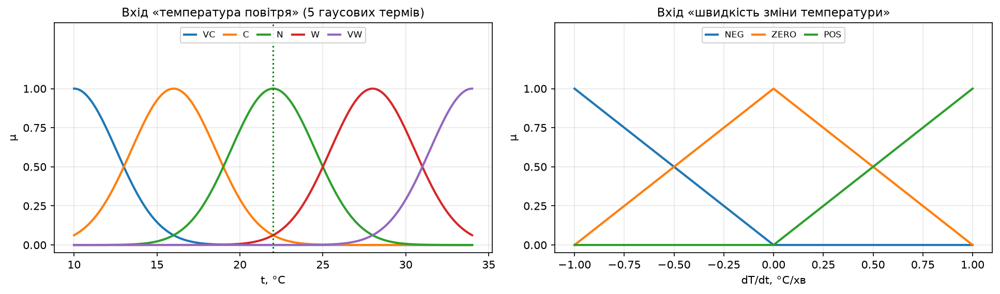 Вхід «температура повітря» (5 гаусових термів)
VC C N W VW
1.00
0.75
0.50
0.25
0.00
μ
10 15 20 25 30 35
t, °C
Вхід «швидкість зміни температури»
NEG ZERO POS
1.00
0.75
0.50
0.25
0.00
μ
−1.00 −0.75 −0.50 −0.25 0.00 0.25 0.50 0.75 1.00
dT/dt, °C/хв